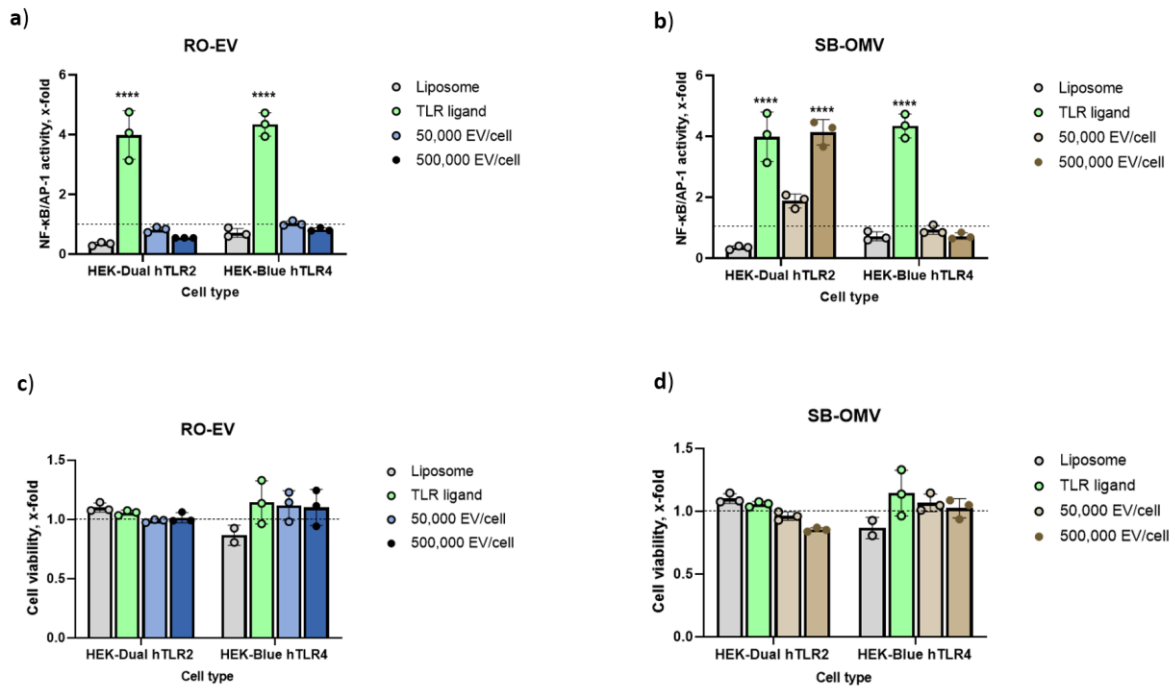 a)
RO-EV
NF-κB/AP-1 activity, x-fold
6
4
2
0
**** ****
HEK-Dual hTLR2 HEK-Blue hTLR4
Cell type
Liposome
TLR ligand
50,000 EV/cell
500,000 EV/cell
b)
SB-OMV
NF-κB/AP-1 activity, x-fold
6
4
2
0
**** **** ****
HEK-Dual hTLR2 HEK-Blue hTLR4
Cell type
Liposome
TLR ligand
50,000 EV/cell
500,000 EV/cell
c)
RO-EV
Cell viability, x-fold
1.5
1.0
0.5
0.0
HEK-Dual hTLR2 HEK-Blue hTLR4
Cell type
Liposome
TLR ligand
50,000 EV/cell
500,000 EV/cell
d)
SB-OMV
Cell viability, x-fold
1.5
1.0
0.5
0.0
HEK-Dual hTLR2 HEK-Blue hTLR4
Cell type
Liposome
TLR ligand
50,000 EV/cell
500,000 EV/cell